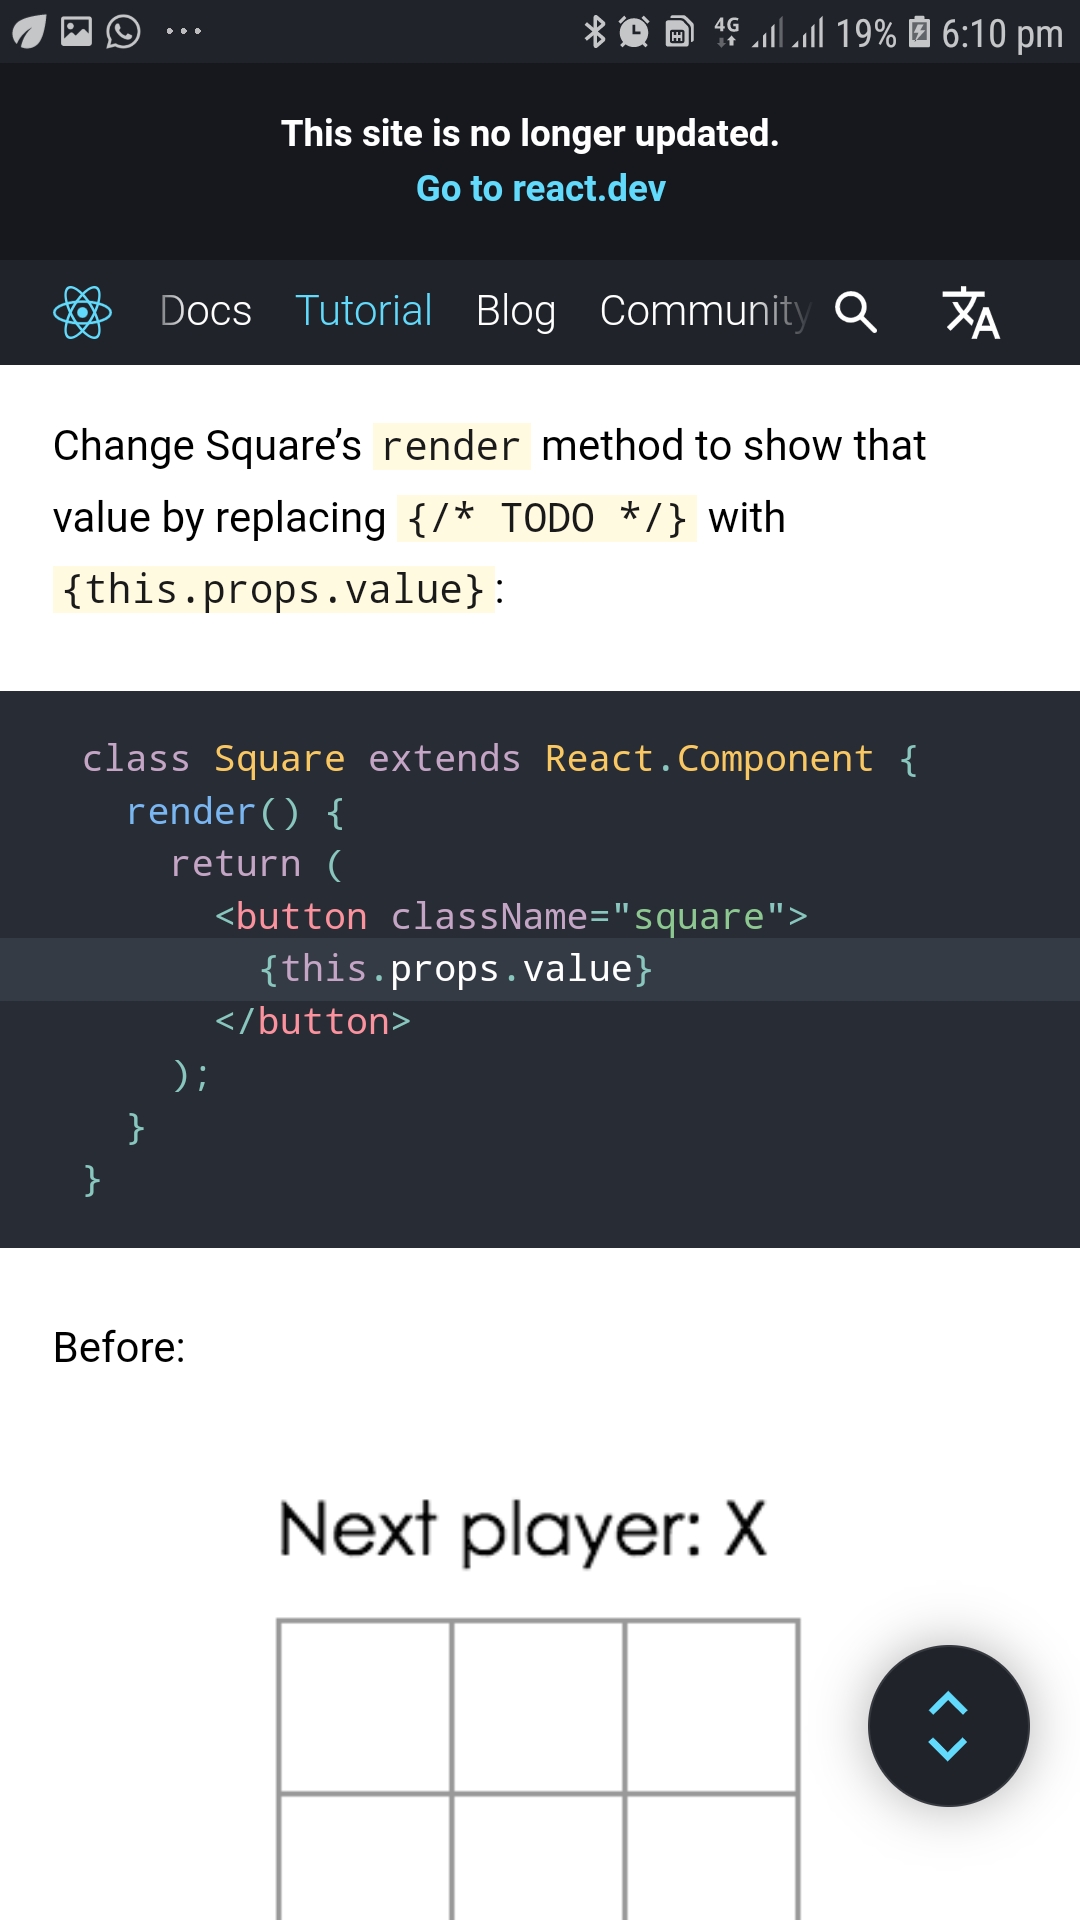 4G 19% 6:10 pm
This site is no longer updated.
Go to react.dev
Docs Tutorial Blog Community
Change Square’s render method to show that
value by replacing {/* TODO */} with
{this.props.value}:
class Square extends React.Component {
render() {
return (
<button className="square">
{this.props.value}
</button>
);
}
}
Before:
Next player: X